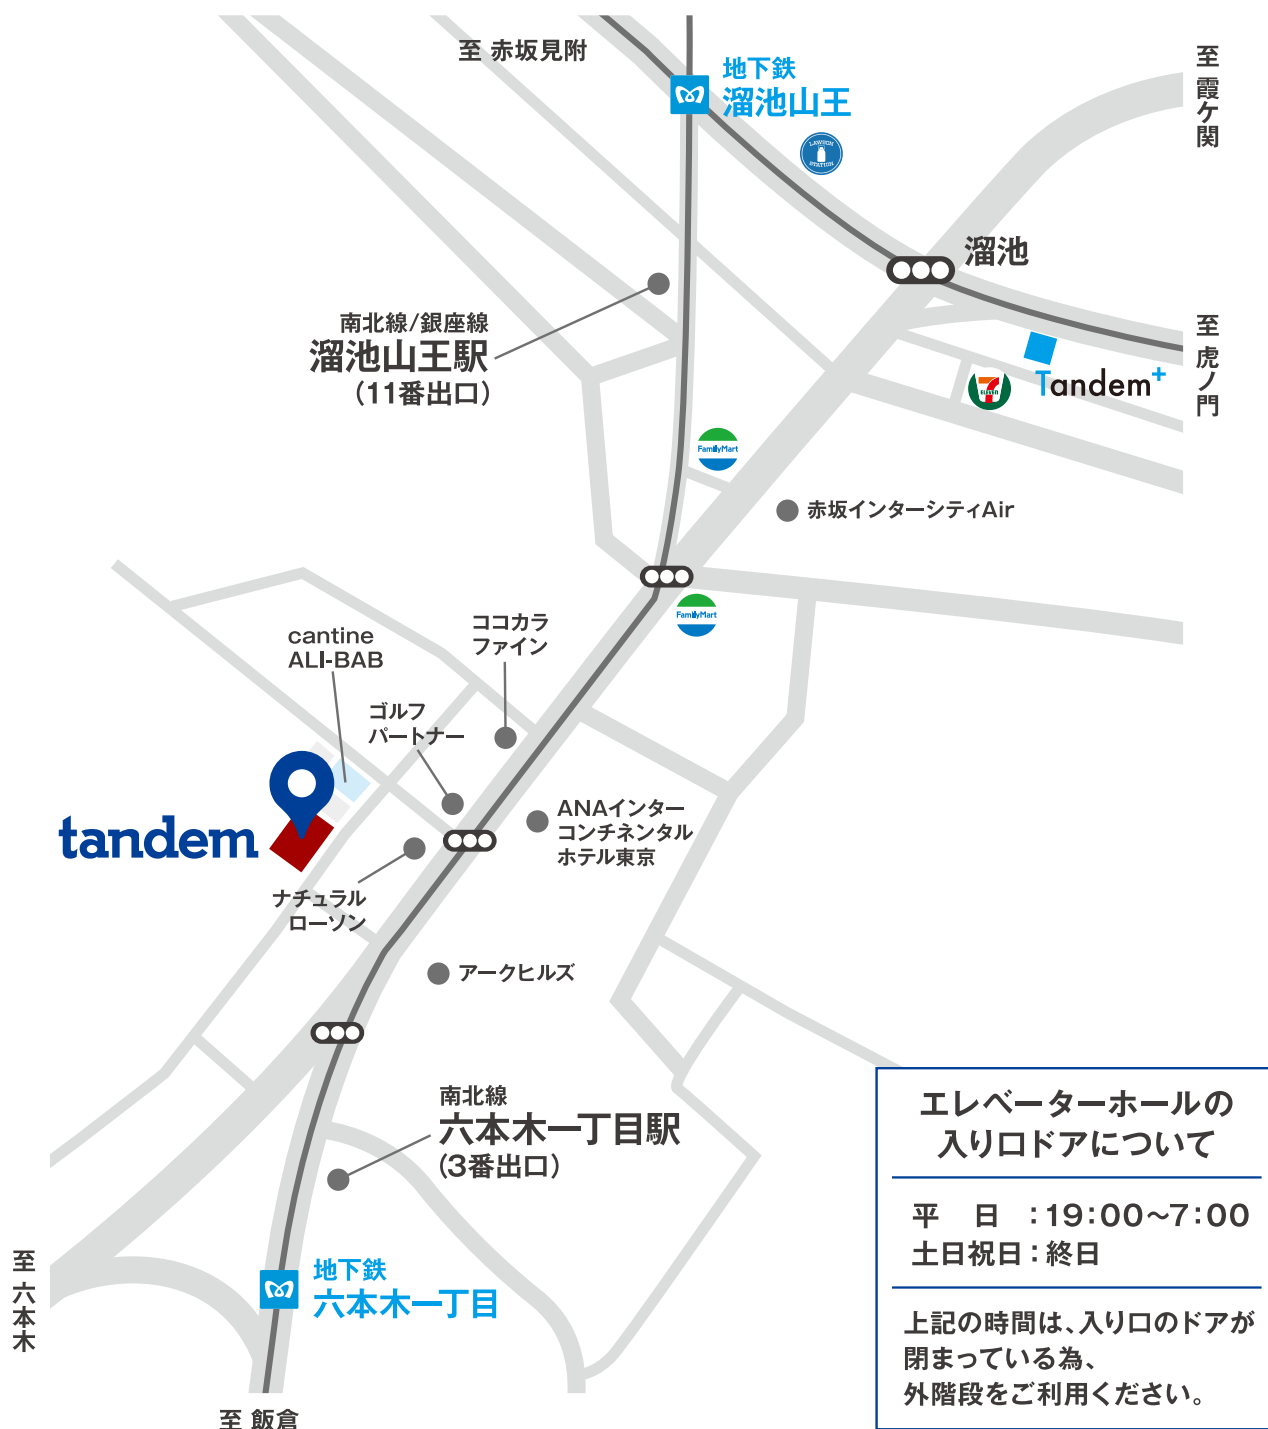 至 赤坂見附
地下鉄
溜池山王
至 霞ケ関
LAWSON
STATION
溜池
南北線/銀座線
溜池山王駅
(11番出口)
至 虎ノ門
7
ELEVEN
Tandem+
FamilyMart
赤坂インターシティAir
FamilyMart
cantine
ALI-BAB
ココカラ
ファイン
ゴルフ
パートナー
tandem
ANAインター
コンチネンタル
ホテル東京
ナチュラル
ローソン
アークヒルズ
南北線
六本木一丁目駅
(3番出口)
地下鉄
六本木一丁目
至 六本木
至 飯倉
エレベーターホールの
入り口ドアについて
平 日 :19:00〜7:00
土日祝日:終日
上記の時間は、入り口のドアが
閉まっている為、
外階段をご利用ください。